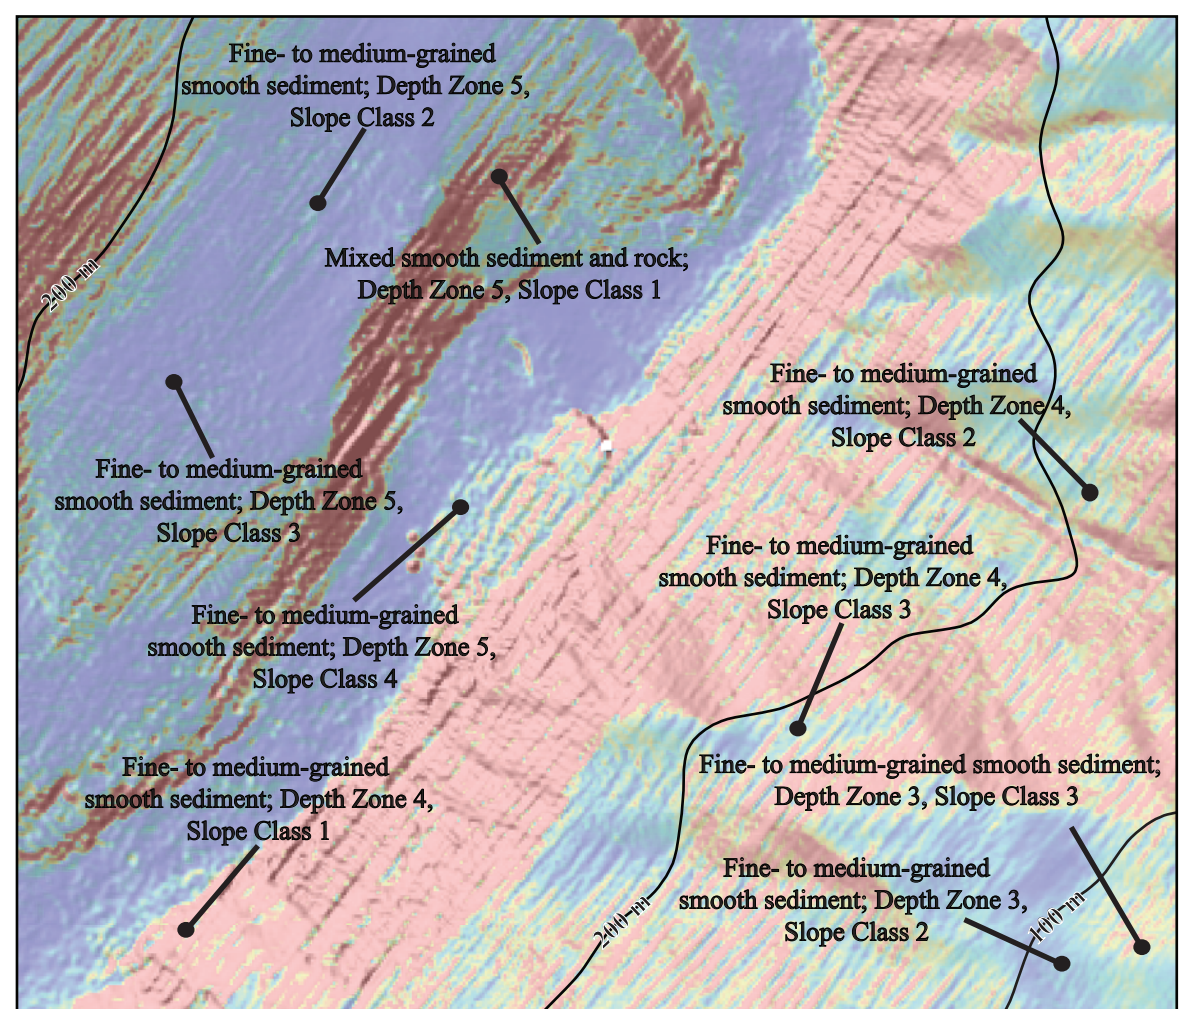 Fine- to medium-grained
smooth sediment; Depth Zone 5,
Slope Class 2
Mixed smooth sediment and rock;
Depth Zone 5, Slope Class 1
200 m
Fine- to medium-grained
smooth sediment; Depth Zone 4,
Slope Class 2
Fine- to medium-grained
smooth sediment; Depth Zone 5,
Slope Class 3
Fine- to medium-grained
smooth sediment; Depth Zone 4,
Slope Class 3
Fine- to medium-grained
smooth sediment; Depth Zone 5,
Slope Class 4
Fine- to medium-grained
smooth sediment; Depth Zone 4,
Slope Class 1
Fine- to medium-grained smooth sediment;
Depth Zone 3, Slope Class 3
Fine- to medium-grained
smooth sediment; Depth Zone 3,
Slope Class 2
200 m
100 m